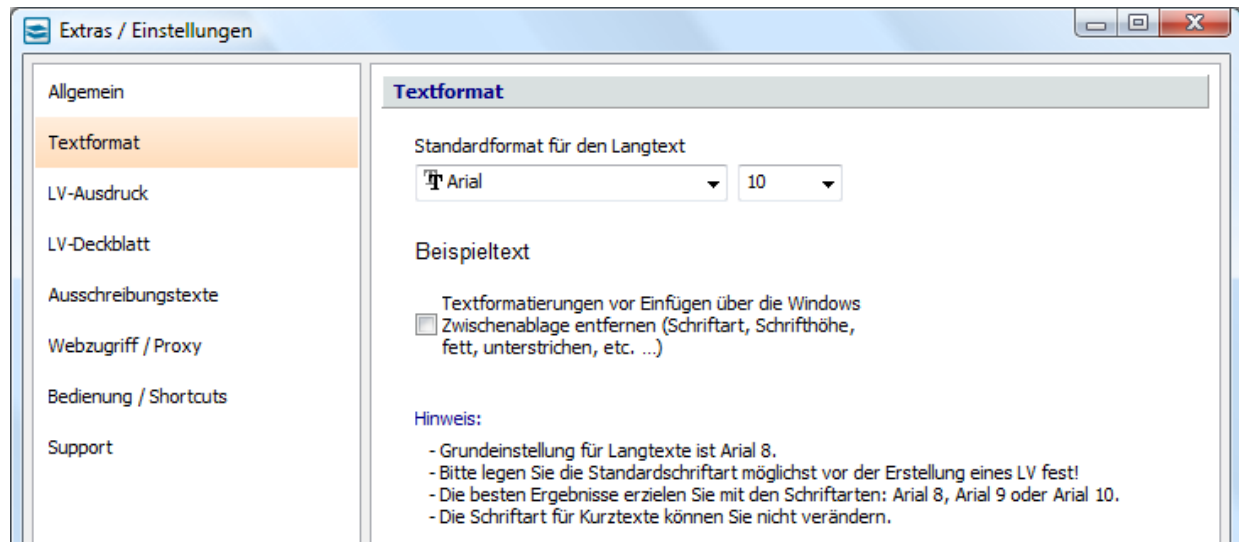 Extras / Einstellungen
Allgemein
Textformat
LV-Ausdruck
LV-Deckblatt
Ausschreibungstexte
Webzugriff / Proxy
Bedienung / Shortcuts
Support
Textformat
Standardformat für den Langtext
Arial
10
Beispieltext
Textformatierungen vor Einfügen über die Windows
Zwischenablage entfernen (Schriftart, Schrifthöhe,
fett, unterstrichen, etc. ...)
Hinweis:
- Grundeinstellung für Langtexte ist Arial 8.
- Bitte legen Sie die Standardschriftart möglichst vor der Erstellung eines LV fest!
- Die besten Ergebnisse erzielen Sie mit den Schriftarten: Arial 8, Arial 9 oder Arial 10.
- Die Schriftart für Kurztexte können Sie nicht verändern.